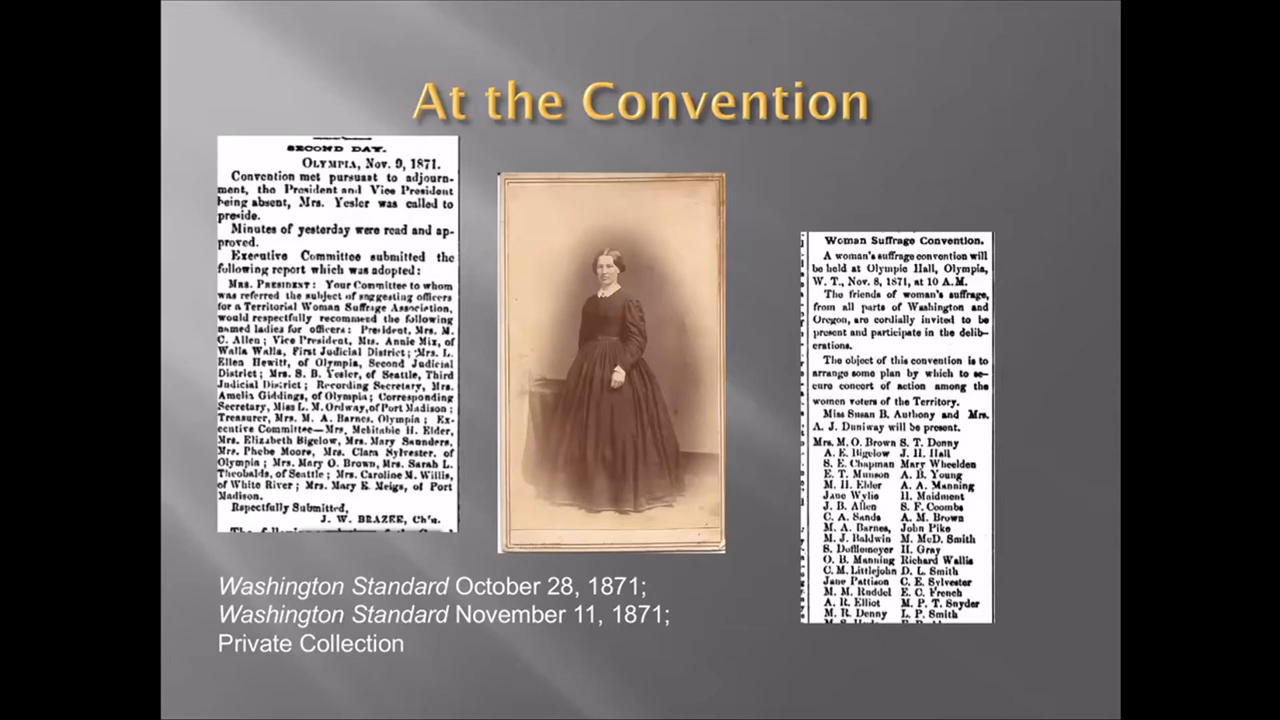 At the Convention
SECOND DAY.
OLYMPIA, Nov. 9, 1871.
Convention met pursuant to adjourn-
ment, the President and Vice President
being absent, Mrs. Yesler was called to
preside.
Minutes of yesterday were read and ap-
proved.
Executive Committee submitted the
following report which was adopted:
MRS. PRESIDENT: Your Committee to whom
was referred the subject of suggesting officers
for a Territorial Woman Suffrage Association,
would respectfully recommend the following
named ladies for officers: President, Mrs. M.
C. Allen; Vice President, Mrs. Annie Mix, of
Walla Walla, First Judicial District; Mrs. L.
Ellen Hewitt, of Olympia, Second Judicial
District; Mrs. S. B. Yesler, of Seattle, Third
Judicial District; Recording Secretary, Mrs.
Amelia Giddings, of Olympia; Corresponding
Secretary, Miss L. M. Ordway, of Port Madison;
Treasurer, Mrs. M. A. Barnes, Olympia; Ex-
ecutive Committee—Mrs. Mehitable H. Elder,
Mrs. Elizabeth Bigelow, Mrs. Mary Saunders,
Mrs. Phebe Moore, Mrs. Clara Sylvester, of
Olympia; Mrs. Mary O. Brown, Mrs. Sarah L.
Theobalds, of Seattle; Mrs. Caroline M. Willis,
of White River; Mrs. Mary E. Meigs, of Port
Madison.
Rspectfully Submitted,
J. W. BRAZEE, Ch'n.
Woman Suffrage Convention.
A woman's suffrage convention will
be held at Olympic Hall, Olympia,
W. T., Nov. 8, 1871, at 10 A.M.
The friends of woman's suffrage,
from all parts of Washington and
Oregon, are cordially invited to be
present and participate in the delib-
erations.
The object of this convention is to
arrange some plan by which to se-
cure concert of action among the
women voters of the Territory.
Miss Susan B. Anthony and Mrs.
A. J. Duniway will be present.
Mrs. M. O. Brown S. T. Denny
A. E. Bigelow J. H. Hall
S. E. Chapman Mary Wheelden
E. T. Munson A. B. Young
M. H. Elder A. A. Manning
Jane Wylie H. Maidment
J. B. Allen S. F. Coombs
C. A. Sands A. M. Brown
M. A. Barnes, John Pike
M. J. Baldwin M. McD. Smith
S. Dofflemoyer H. Gray
O. B. Manning Richard Wallis
C. M. Littlejohn D. L. Smith
Jane Pattison C. E. Sylvester
M. M. Ruddel E. C. French
A. R. Elliot M. P. T. Snyder
M. R. Denny L. P. Smith
Washington Standard October 28, 1871;
Washington Standard November 11, 1871;
Private Collection